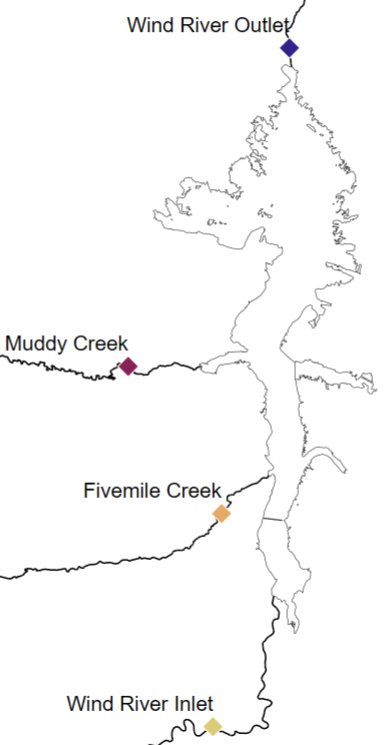 Wind River Outlet
Muddy Creek
Fivemile Creek
Wind River Inlet